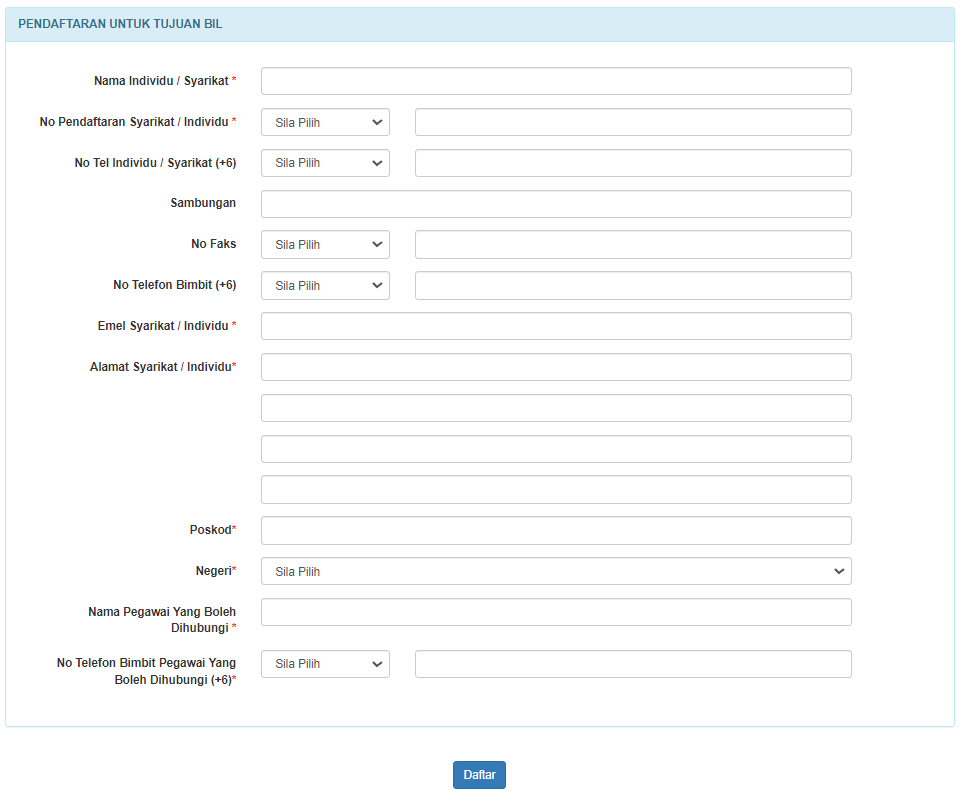 PENDAFTARAN UNTUK TUJUAN BIL
Nama Individu / Syarikat *
No Pendaftaran Syarikat / Individu * Sila Pilih
No Tel Individu / Syarikat (+6) Sila Pilih
Sambungan
No Faks Sila Pilih
No Telefon Bimbit (+6) Sila Pilih
Emel Syarikat / Individu *
Alamat Syarikat / Individu*
Poskod*
Negeri* Sila Pilih
Nama Pegawai Yang Boleh
Dihubungi *
No Telefon Bimbit Pegawai Yang Sila Pilih
Boleh Dihubungi (+6)*
Daftar